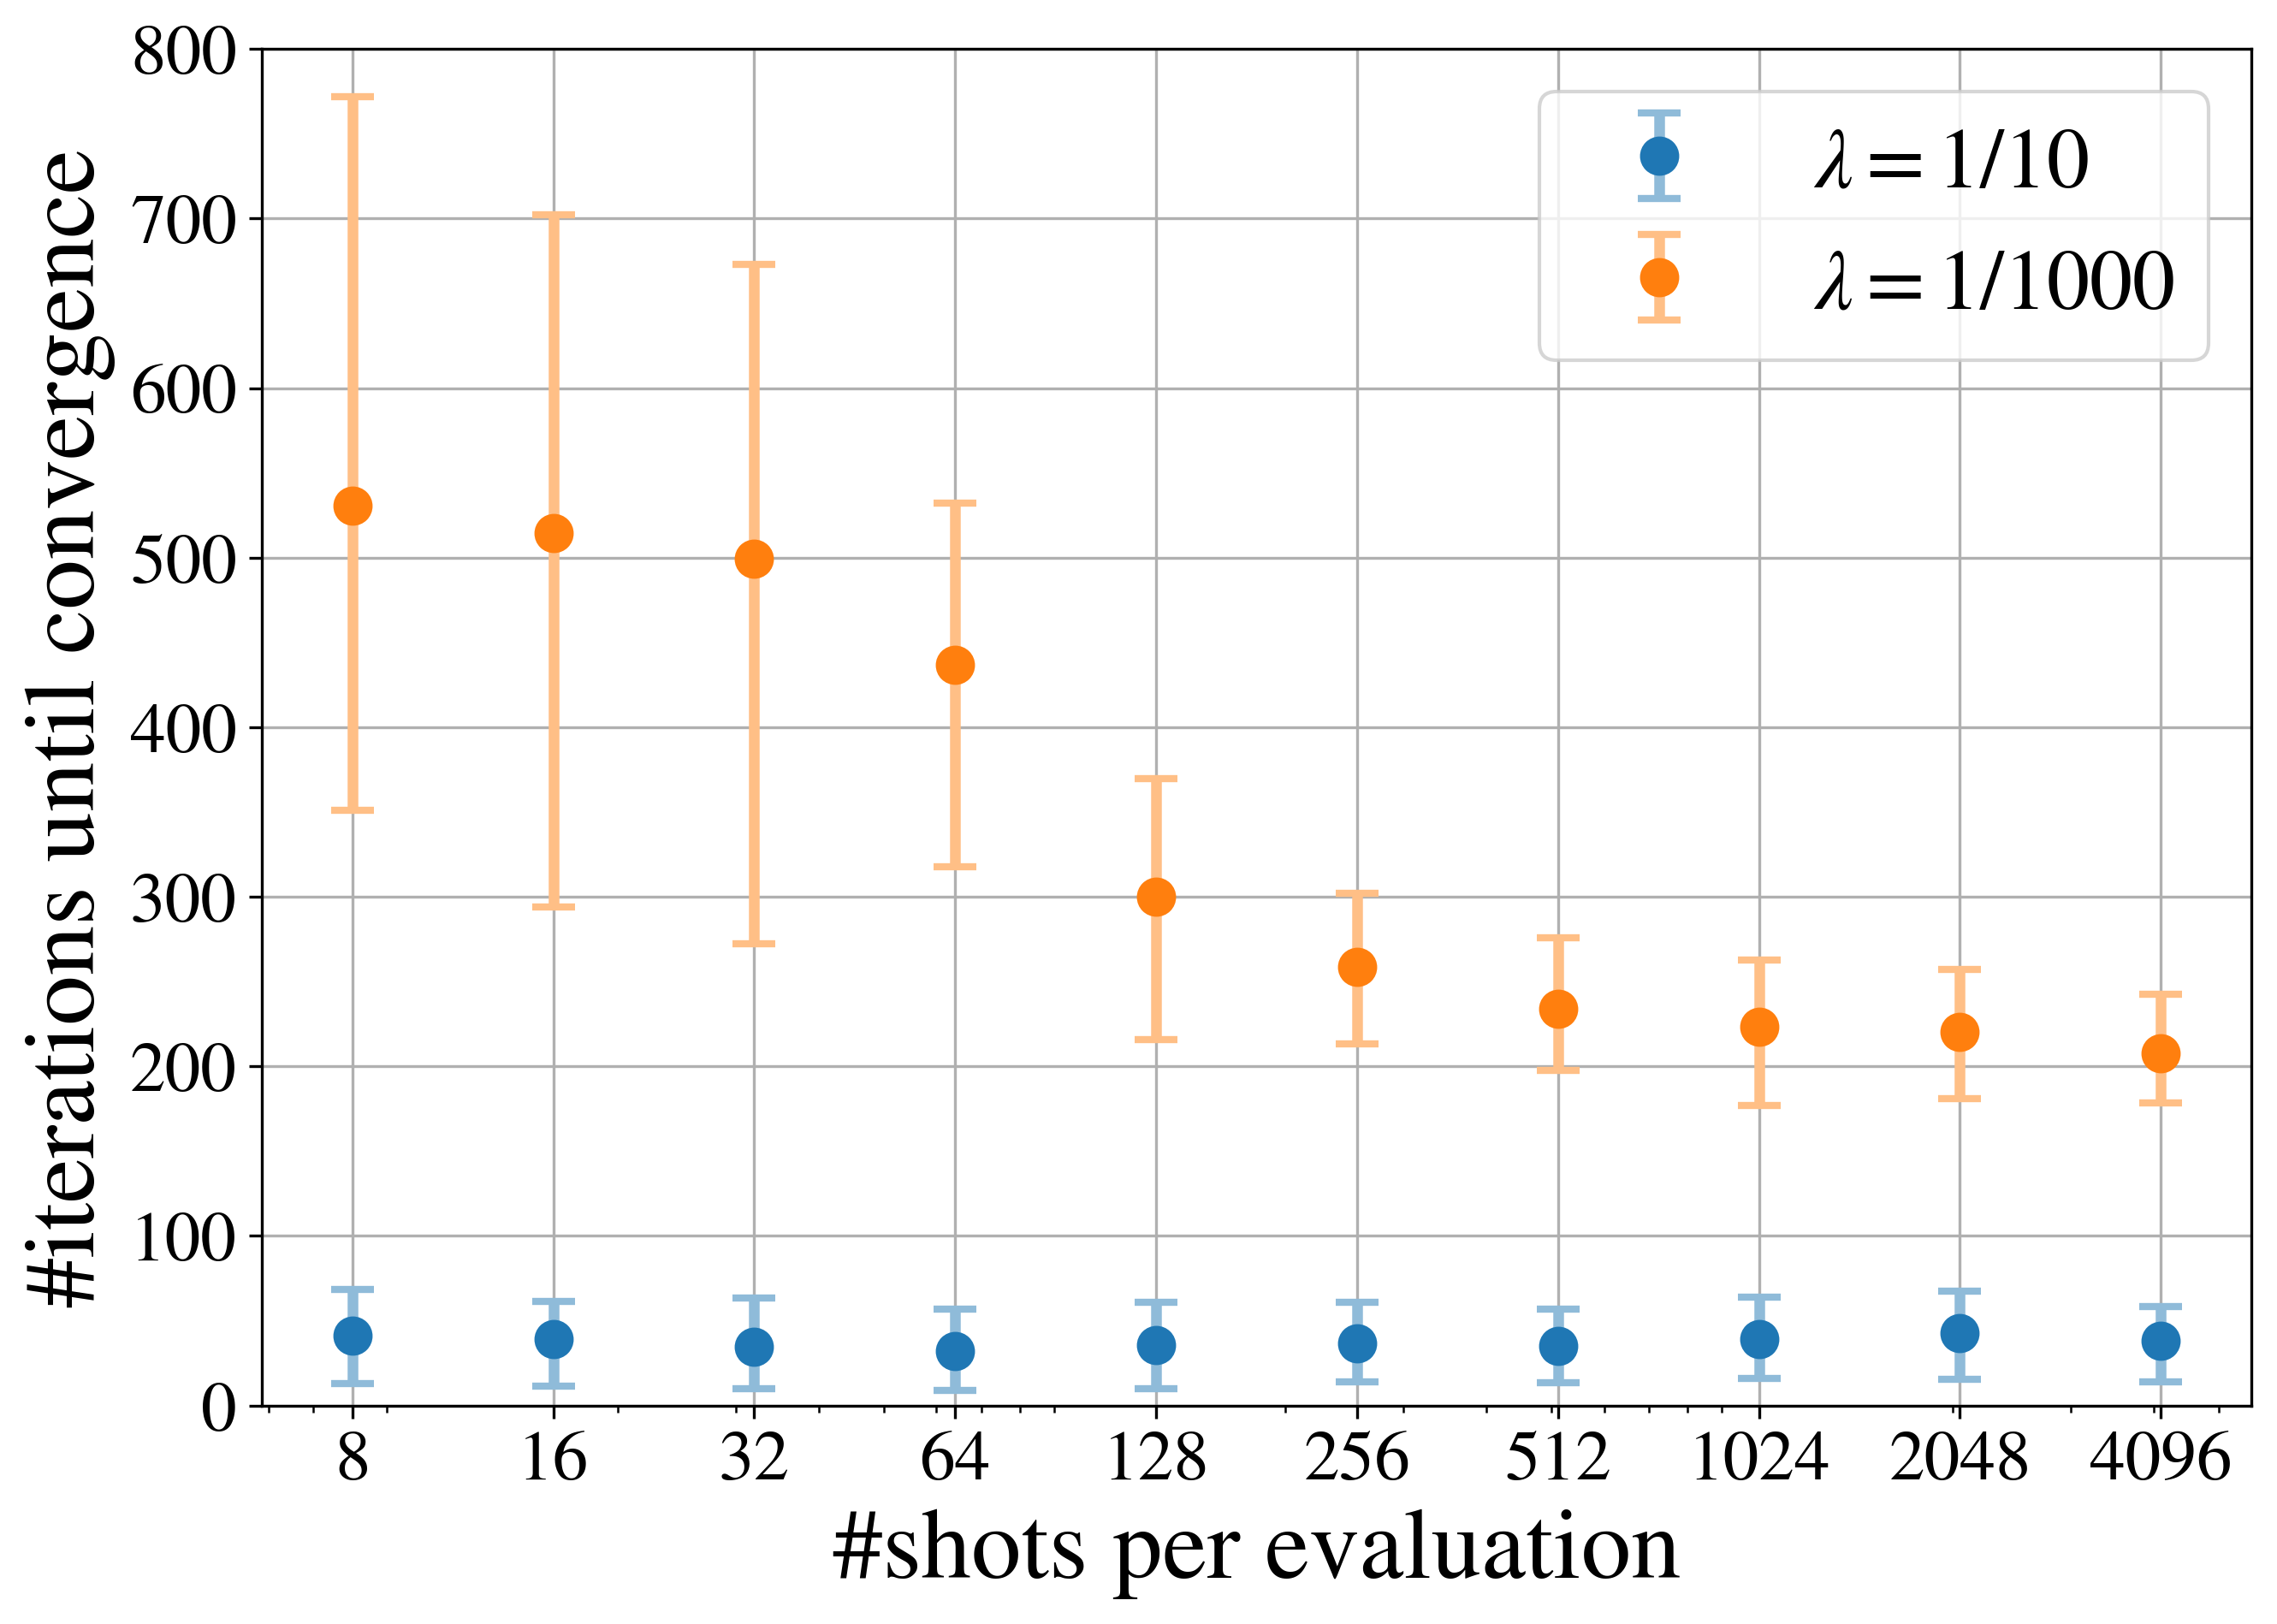 #iterations until convergence
800
700
600
500
400
300
200
100
0
λ = 1/10
λ = 1/1000
8 16 32 64 128 256 512 1024 2048 4096
#shots per evaluation